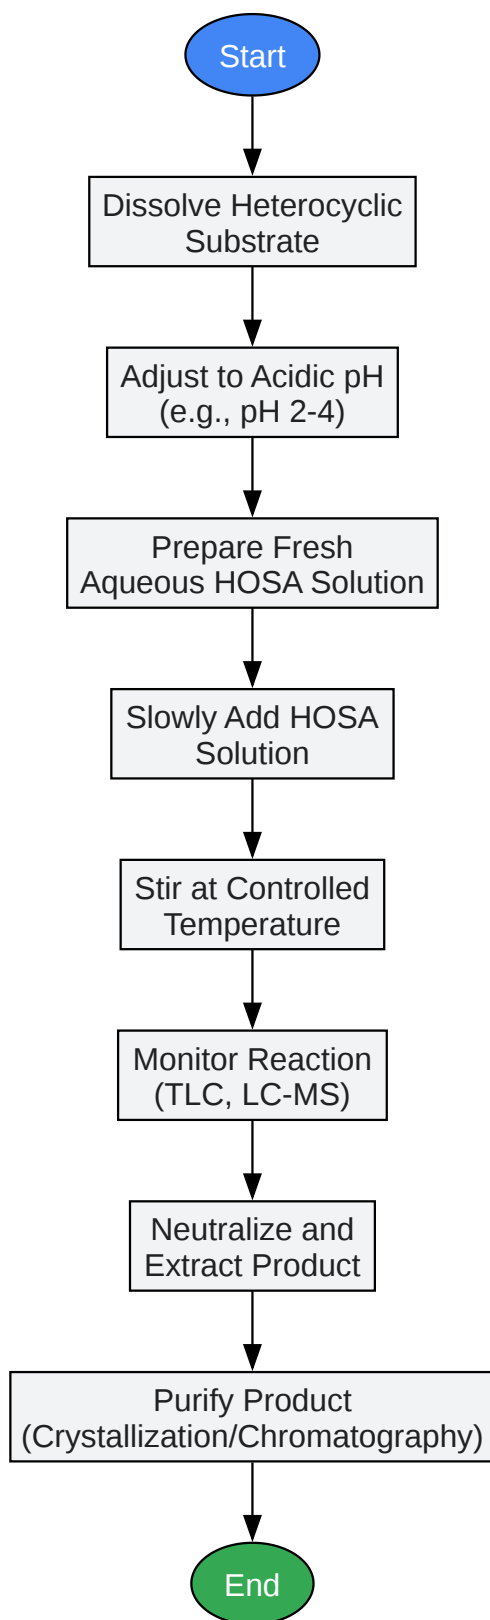 Start
Dissolve Heterocyclic
Substrate
Adjust to Acidic pH
(e.g., pH 2-4)
Prepare Fresh
Aqueous HOSA Solution
Slowly Add HOSA
Solution
Stir at Controlled
Temperature
Monitor Reaction
(TLC, LC-MS)
Neutralize and
Extract Product
Purify Product
(Crystallization/Chromatography)
End